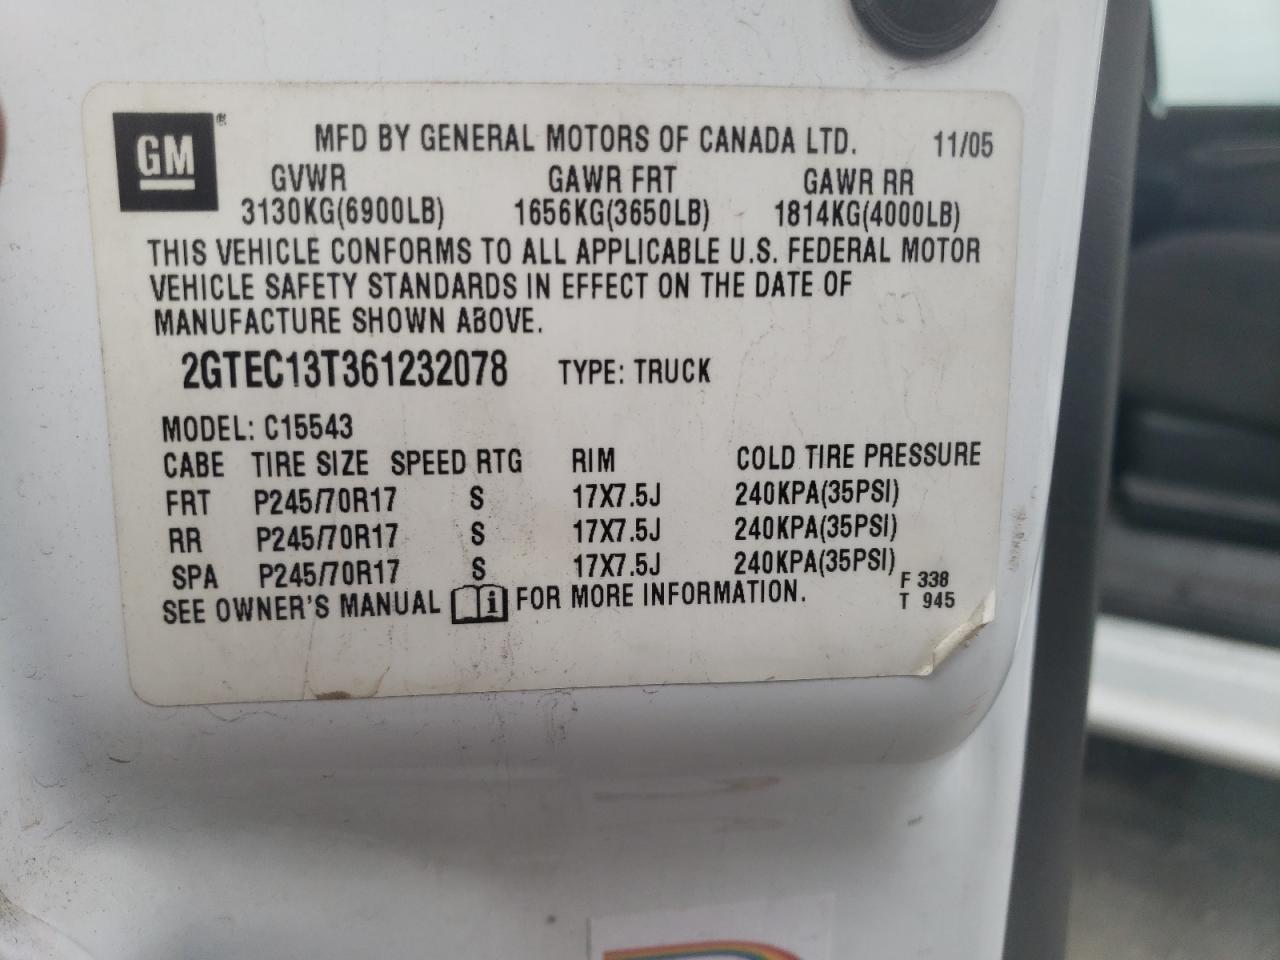 GM®
MFD BY GENERAL MOTORS OF CANADA LTD. 11/05
GVWR GAWR FRT GAWR RR
3130KG(6900LB) 1656KG(3650LB) 1814KG(4000LB)
THIS VEHICLE CONFORMS TO ALL APPLICABLE U.S. FEDERAL MOTOR
VEHICLE SAFETY STANDARDS IN EFFECT ON THE DATE OF
MANUFACTURE SHOWN ABOVE.
2GTEC13T361232078 TYPE: TRUCK
MODEL: C15543
CABE TIRE SIZE SPEED RTG RIM COLD TIRE PRESSURE
FRT P245/70R17 S 17X7.5J 240KPA(35PSI)
RR P245/70R17 S 17X7.5J 240KPA(35PSI)
SPA P245/70R17 S 17X7.5J 240KPA(35PSI)
SEE OWNER'S MANUAL i FOR MORE INFORMATION.
F 338
T 945